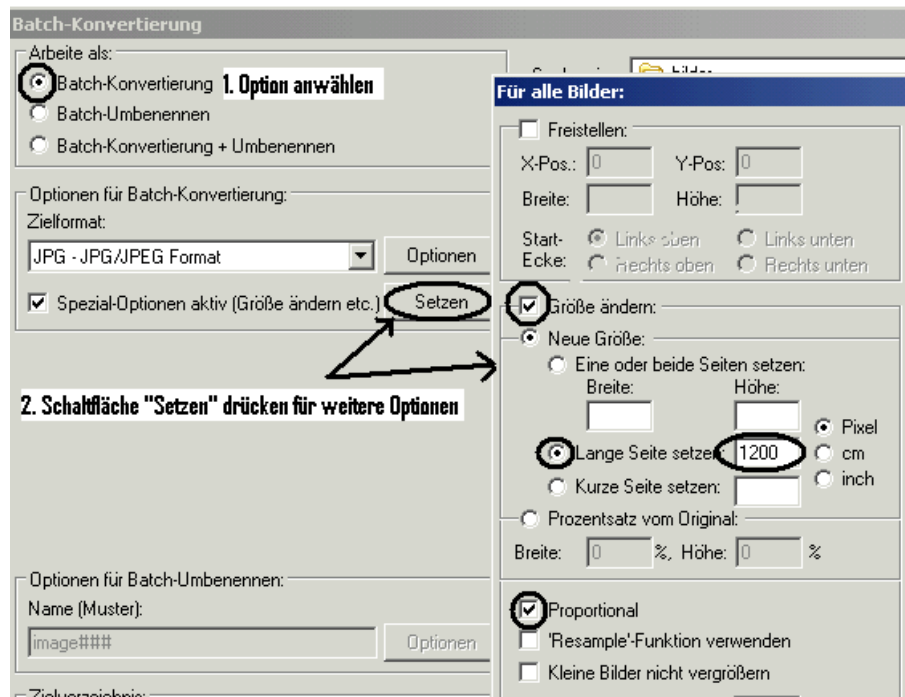 Batch-Konvertierung
Arbeite als:
Batch-Konvertierung 1. Option anwählen
Batch-Umbenennen
Batch-Konvertierung + Umbenennen
Optionen für Batch-Konvertierung:
Zielformat:
JPG - JPG/JPEG Format Optionen
Spezial-Optionen aktiv (Größe ändern etc.) Setzen
2. Schaltfläche "Setzen" drücken für weitere Optionen
Optionen für Batch-Umbenennen:
Name (Muster):
image### Optionen
Zielverzeichnis:
bilder
Für alle Bilder:
Freistellen:
X-Pos.: 0 Y-Pos: 0
Breite: Höhe:
Start-Ecke: Links oben Links unten
Rechts oben Rechts unten
Größe ändern:
Neue Größe:
Eine oder beide Seiten setzen:
Breite: Höhe:
Pixel
Lange Seite setzen: 1200 cm
Kurze Seite setzen: inch
Prozentsatz vom Original:
Breite: 0 %, Höhe: 0 %
Proportional
'Resample'-Funktion verwenden
Kleine Bilder nicht vergrößern